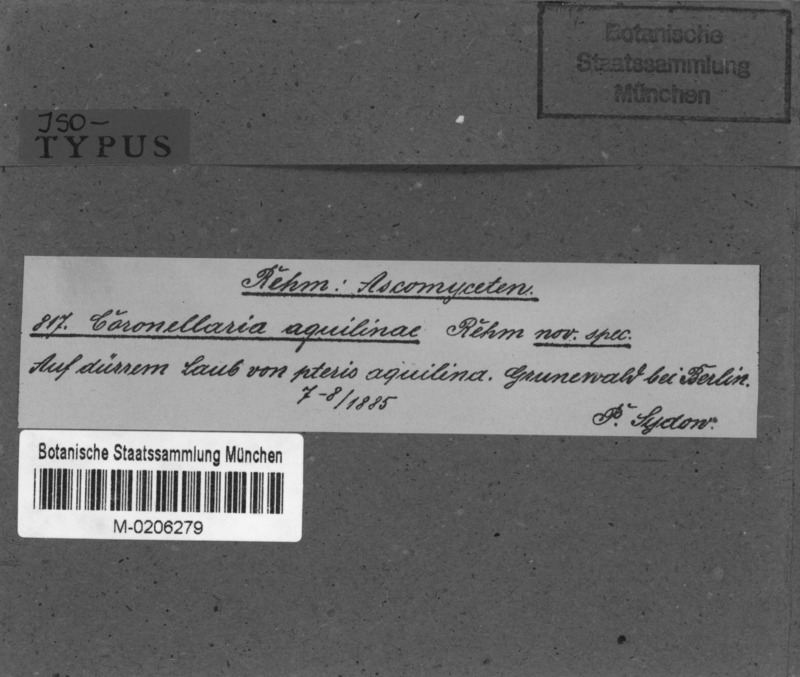 Botanische
Staatssammlung
München
ISO-
TYPUS
Rehm: Ascomyceten.
817. Coronellaria aquilinae Rehm nov. spec.
Auf dürrem Laub von pteris aquilina. Grunewald bei Berlin.
7-8/1885
P. Sydow.
Botanische Staatssammlung München
M-0206279